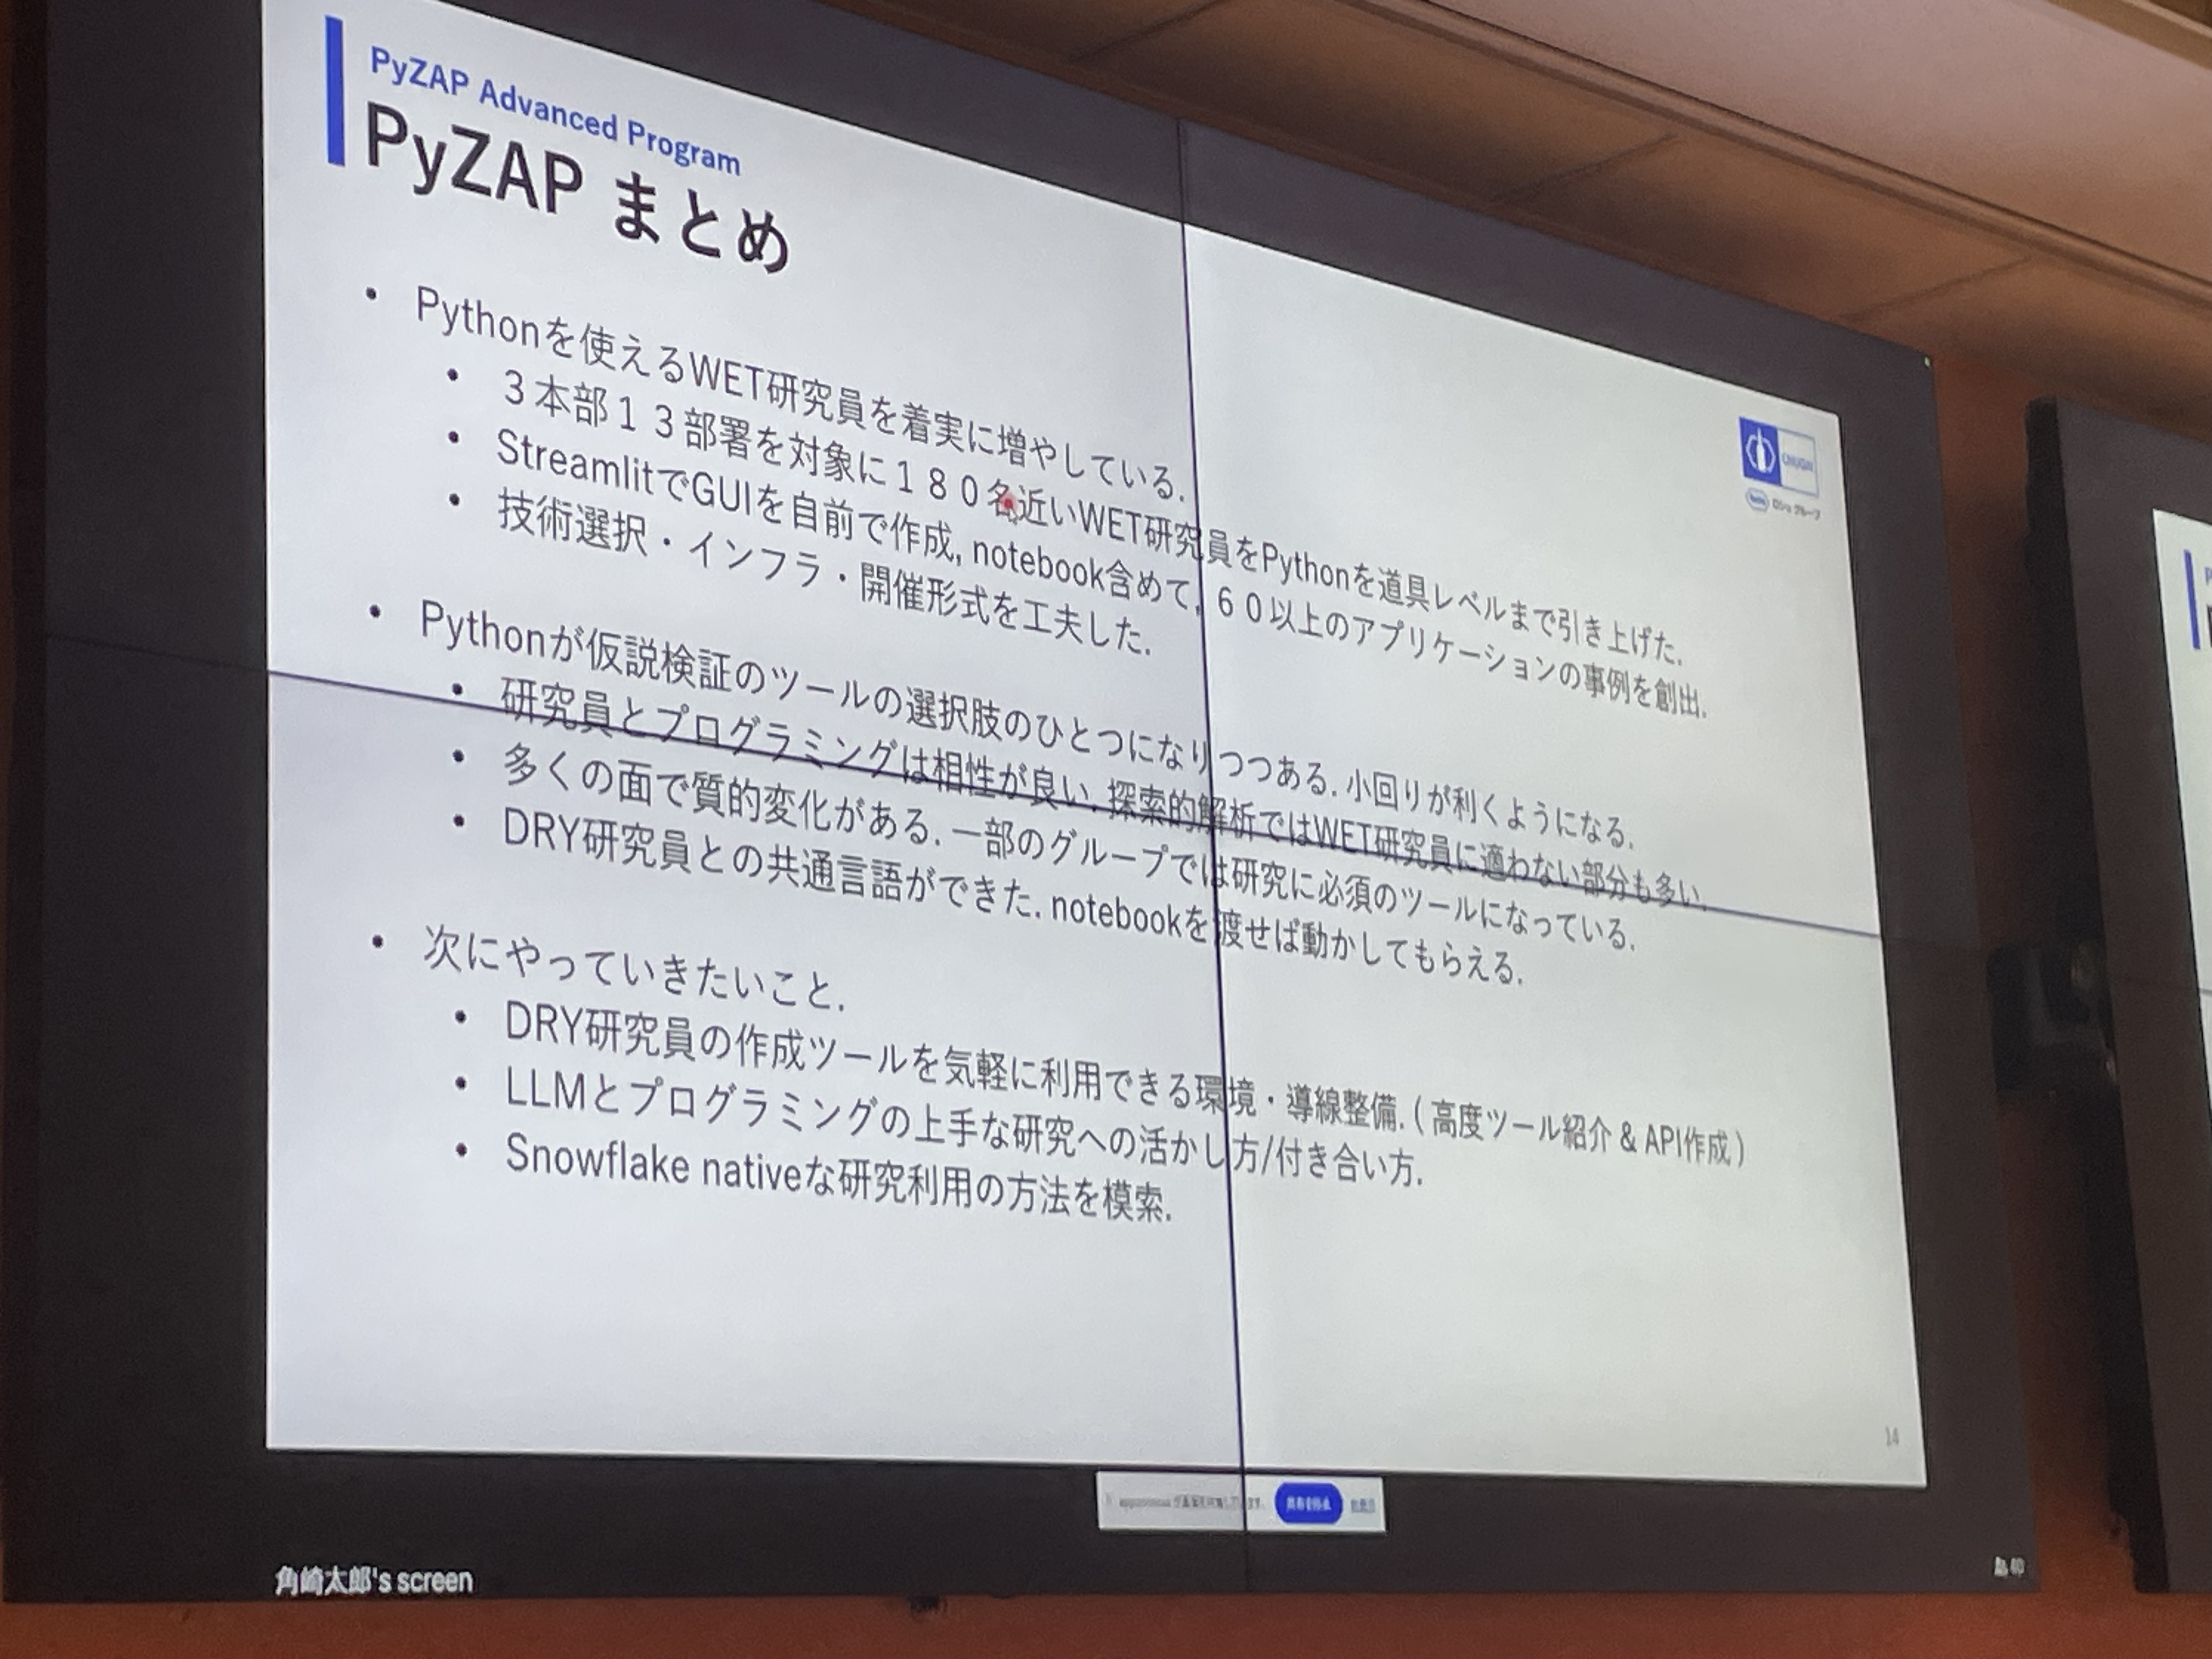 PyZAP Advanced Program
PyZAP まとめ
• Pythonを使えるWET研究員を着実に増やしている.
• 3本部13部署を対象に180名近いWET研究員をPythonを道具レベルまで引き上げた.
• StreamlitでGUIを自前で作成, notebook含めて, 60以上のアプリケーションの事例を創出.
• 技術選択・インフラ・開催形式を工夫した.
• Pythonが仮説検証のツールの選択肢のひとつになりつつある. 小回りが利くようになる.
• 研究員とプログラミングは相性が良い. 探索的解析ではWET研究員に適わない部分も多い.
• 多くの面で質的変化がある. 一部のグループでは研究に必須のツールになっている.
• DRY研究員との共通言語ができた. notebookを渡せば動かしてもらえる.
• 次にやっていきたいこと.
• DRY研究員の作成ツールを気軽に利用できる環境・導線整備. ( 高度ツール紹介 & API作成 )
• LLMとプログラミングの上手な研究への活かし方/付き合い方.
• Snowflake nativeな研究利用の方法を模索.
CHUGAI
Roche ロシュ グループ
14
角崎太郎's screen